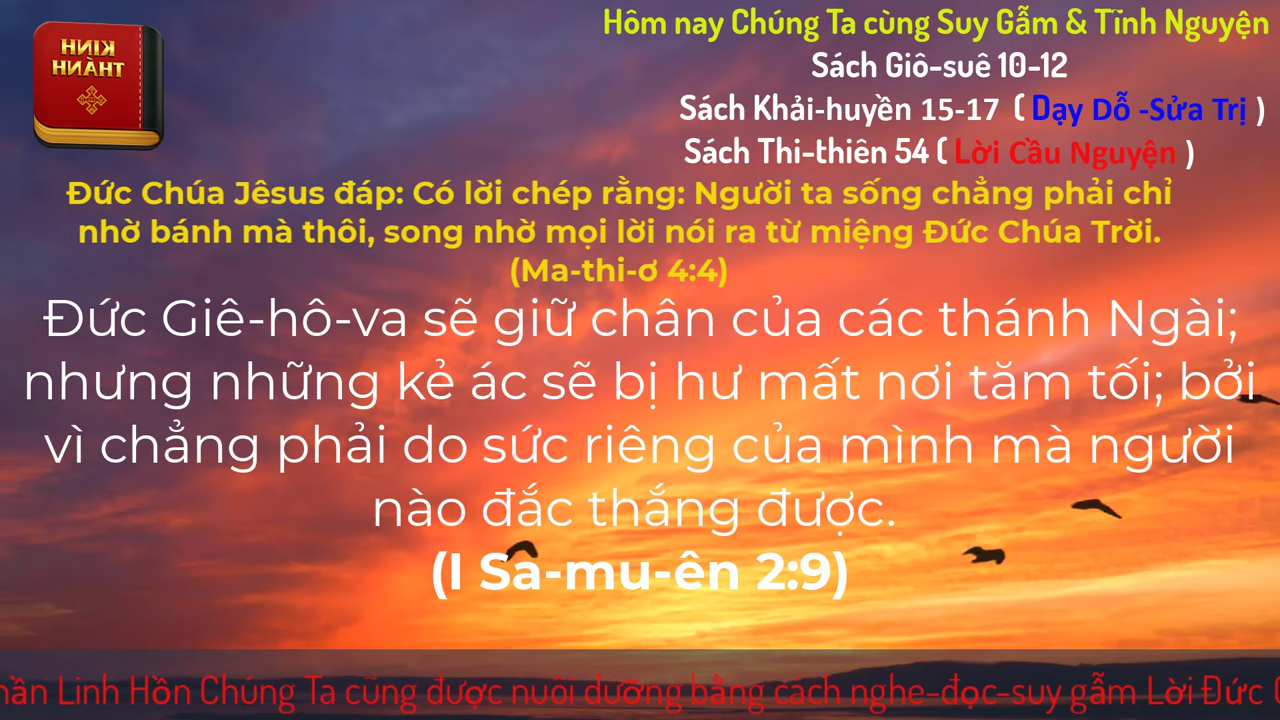 KINH
THÀNH
Hôm nay Chúng Ta cùng Suy Gẫm & Tĩnh Nguyện
Sách Giô-suê 10-12
Sách Khải-huyền 15-17 ( Dạy Dỗ -Sửa Trị )
Sách Thi-thiên 54 ( Lời Cầu Nguyện )
Đức Chúa Jêsus đáp: Có lời chép rằng: Người ta sống chẳng phải chỉ
nhờ bánh mà thôi, song nhờ mọi lời nói ra từ miệng Đức Chúa Trời.
(Ma-thi-ơ 4:4)
Đức Giê-hô-va sẽ giữ chân của các thánh Ngài;
nhưng những kẻ ác sẽ bị hư mất nơi tăm tối; bởi
vì chẳng phải do sức riêng của mình mà người
nào đắc thắng được.
(I Sa-mu-ên 2:9)
Linh Hồn Chúng Ta cũng được nuôi dưỡng bằng cách nghe-đọc-suy gẫm Lời Đức